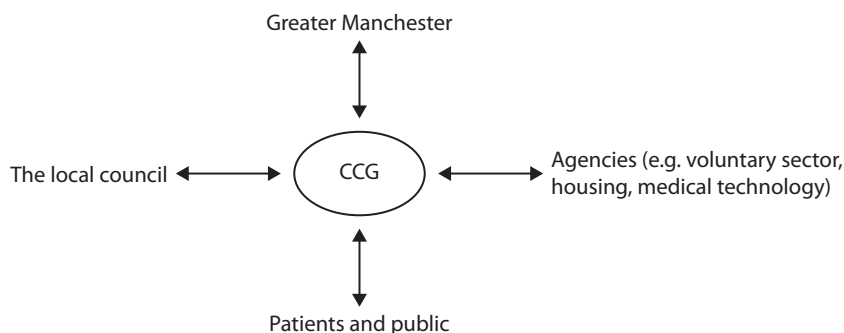 Greater Manchester
The local council
CCG
Agencies (e.g. voluntary sector,
housing, medical technology)
Patients and public